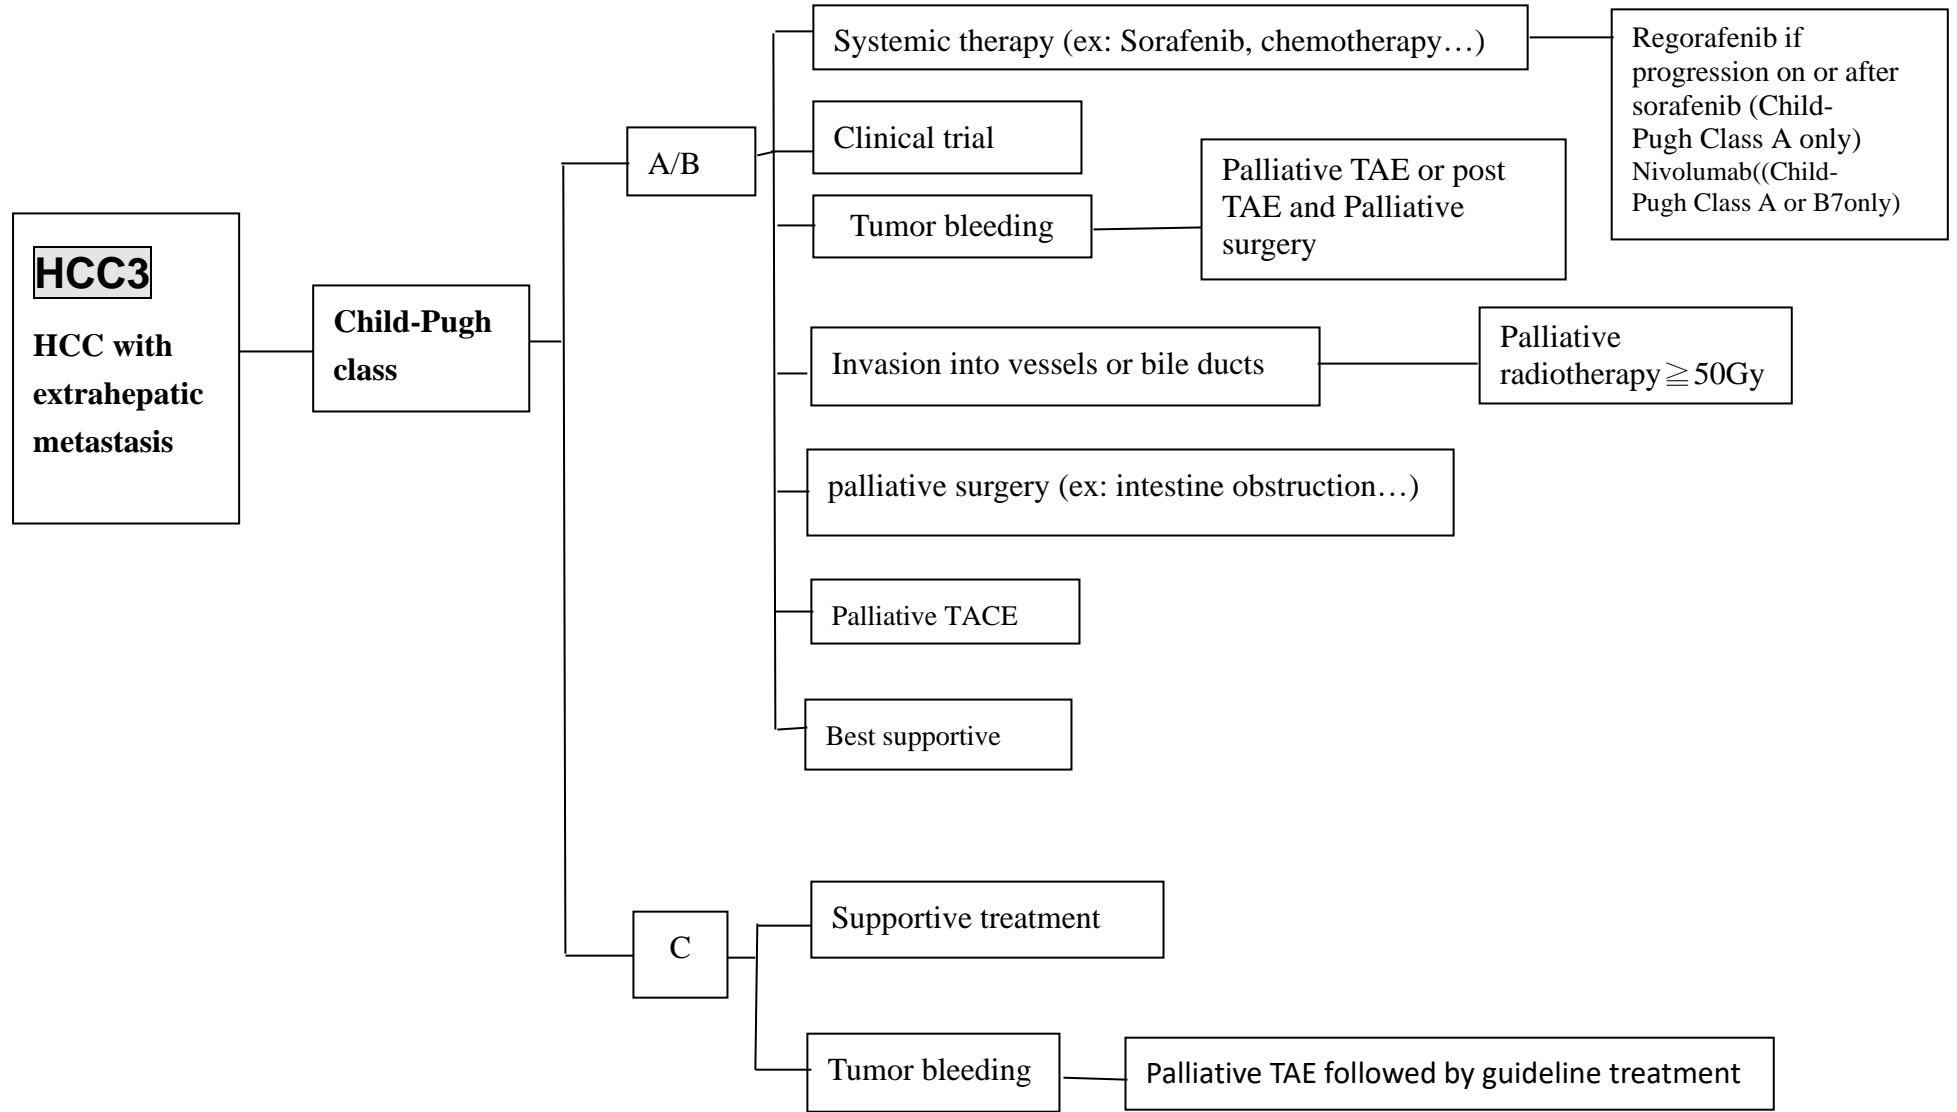 HCC3
HCC with
extrahepatic
metastasis
Child-Pugh
class
A/B
Systemic therapy (ex: Sorafenib, chemotherapy…)
Regorafenib if
progression on or after
sorafenib (Child-
Pugh Class A only)
Nivolumab((Child-
Pugh Class A or B7only)
Clinical trial
Tumor bleeding
Palliative TAE or post
TAE and Palliative
surgery
Invasion into vessels or bile ducts
Palliative
radiotherapy≧50Gy
palliative surgery (ex: intestine obstruction…)
Palliative TACE
Best supportive
C
Supportive treatment
Tumor bleeding
Palliative TAE followed by guideline treatment